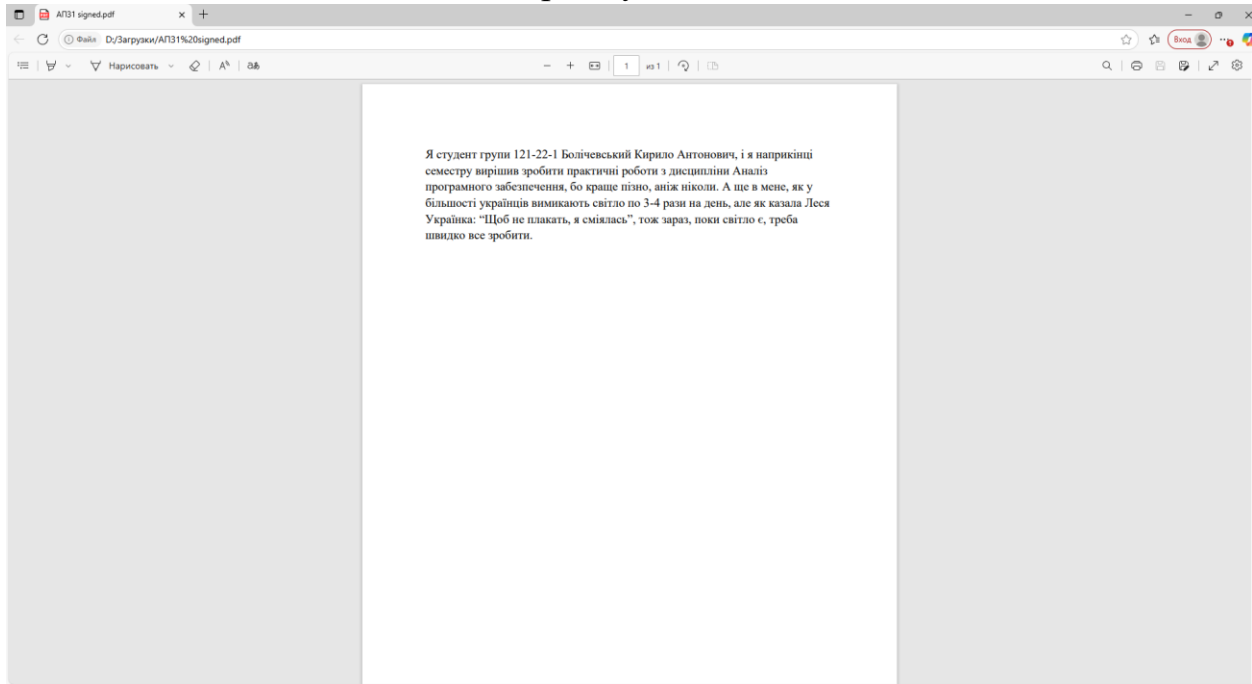 АПЗ1 signed.pdf
Файл D:/Загрузки/АПЗ1%20signed.pdf
Вход
Нарисовать
1 из 1
Я студент групи 121-22-1 Болічевський Кирило Антонович, і я наприкінці
семестру вирішив зробити практичні роботи з дисципліни Аналіз
програмного забезпечення, бо краще пізно, аніж ніколи. А ще в мене, як у
більшості українців вимикають світло по 3-4 рази на день, але як казала Леся
Українка: “Щоб не плакать, я сміялась”, тож зараз, поки світло є, треба
швидко все зробити.